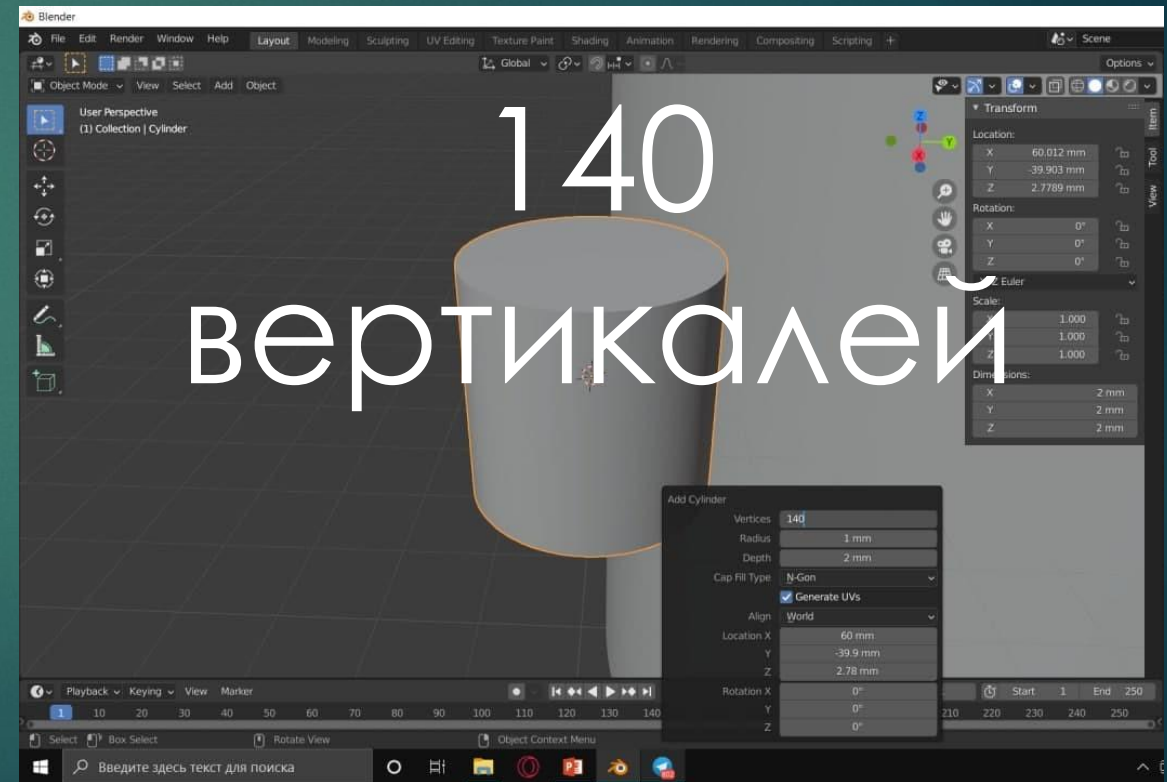 Blender
File Edit Render Window Help Layout Modeling Sculpting UV Editing Texture Paint Shading Animation Rendering Compositing Scripting + Scene
Global Options
Object Mode View Select Add Object
User Perspective
(1) Collection | Cylinder
140
вертикалей
Z
Y
X
Transform
Location:
X 60.012 mm
Y -39.903 mm
Z 2.7789 mm
Rotation:
X 0°
Y 0°
Z 0°
Euler
Scale:
1.000
1.000
Z 1.000
X 2 mm
Y 2 mm
Z 2 mm
Item
Tool
View
Add Cylinder
Vertices 140
Radius 1 mm
Depth 2 mm
Cap Fill Type N-Gon
Generate UVs
Align World
Location X 60 mm
Y -39.9 mm
Z 2.78 mm
Rotation X 0°
Y 0°
Z 0°
Playback Keying View Marker Start 1 End 250
1 10 20 30 40 50 60 70 80 90 100 110 120 130 140 210 220 230 240 250
Select Box Select Rotate View Object Context Menu
Введите здесь текст для поиска